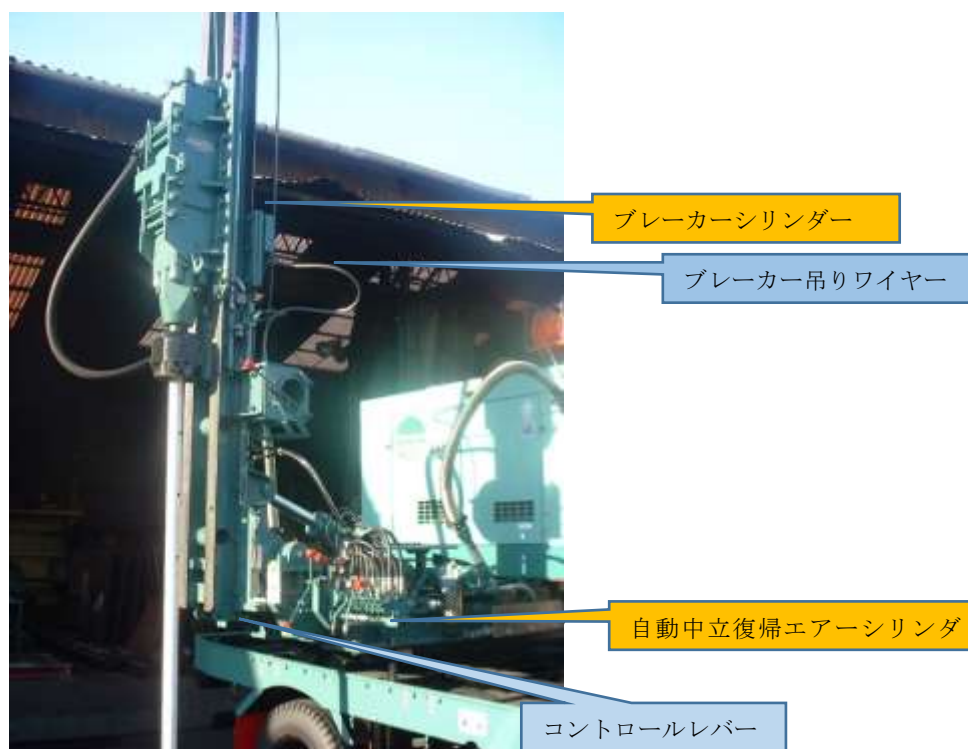 ブレーカーシリンダー
ブレーカー吊りワイヤー
自動中立復帰エアーシリンダ
コントロールレバー